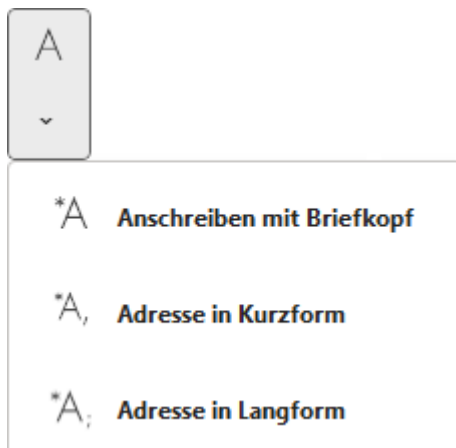 A
*A Anschreiben mit Briefkopf
*A, Adresse in Kurzform
*A; Adresse in Langform